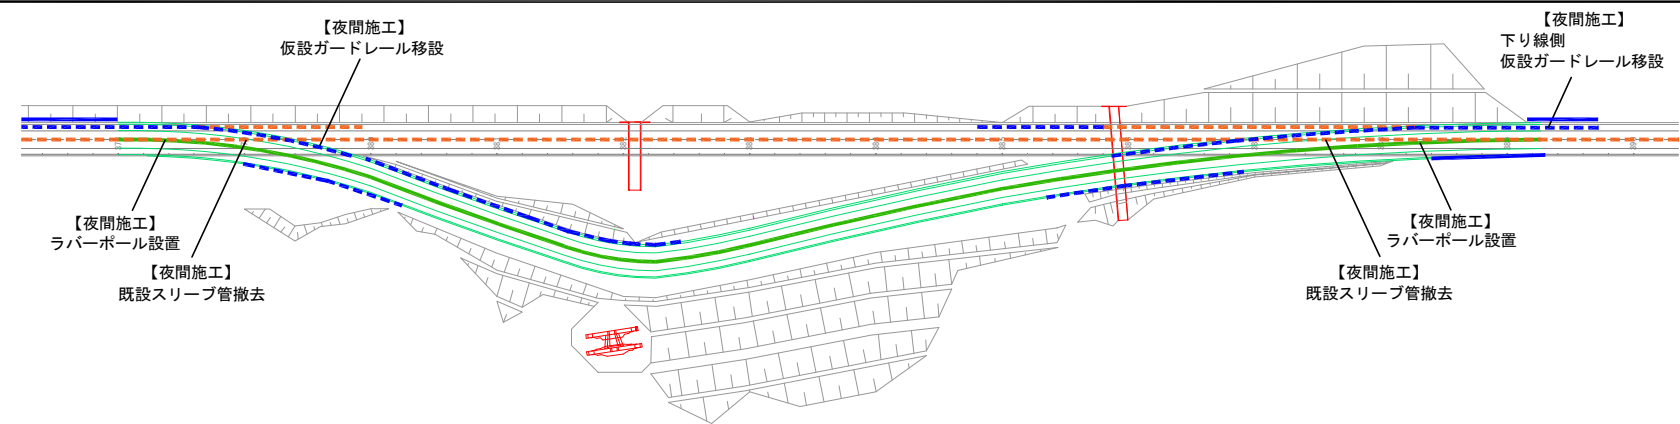 【夜間施工】
仮設ガードレール移設
【夜間施工】
下り線側
仮設ガードレール移設
【夜間施工】
ラバーポール設置
【夜間施工】
既設スリーブ管撤去
【夜間施工】
ラバーポール設置
【夜間施工】
既設スリーブ管撤去